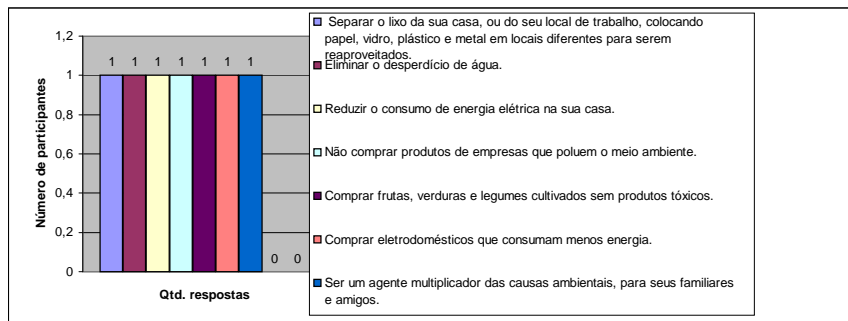 1,2
1
0,8
0,6
0,4
0,2
0
Número de participantes
1 1 1 1 1 1 1
0 0
Qtd. respostas
Separar o lixo da sua casa, ou do seu local de trabalho, colocando
papel, vidro, plástico e metal em locais diferentes para serem
reaproveitados.
Eliminar o desperdício de água.
Reduzir o consumo de energia elétrica na sua casa.
Não comprar produtos de empresas que poluem o meio ambiente.
Comprar frutas, verduras e legumes cultivados sem produtos tóxicos.
Comprar eletrodomésticos que consumam menos energia.
Ser um agente multiplicador das causas ambientais, para seus familiares
e amigos.